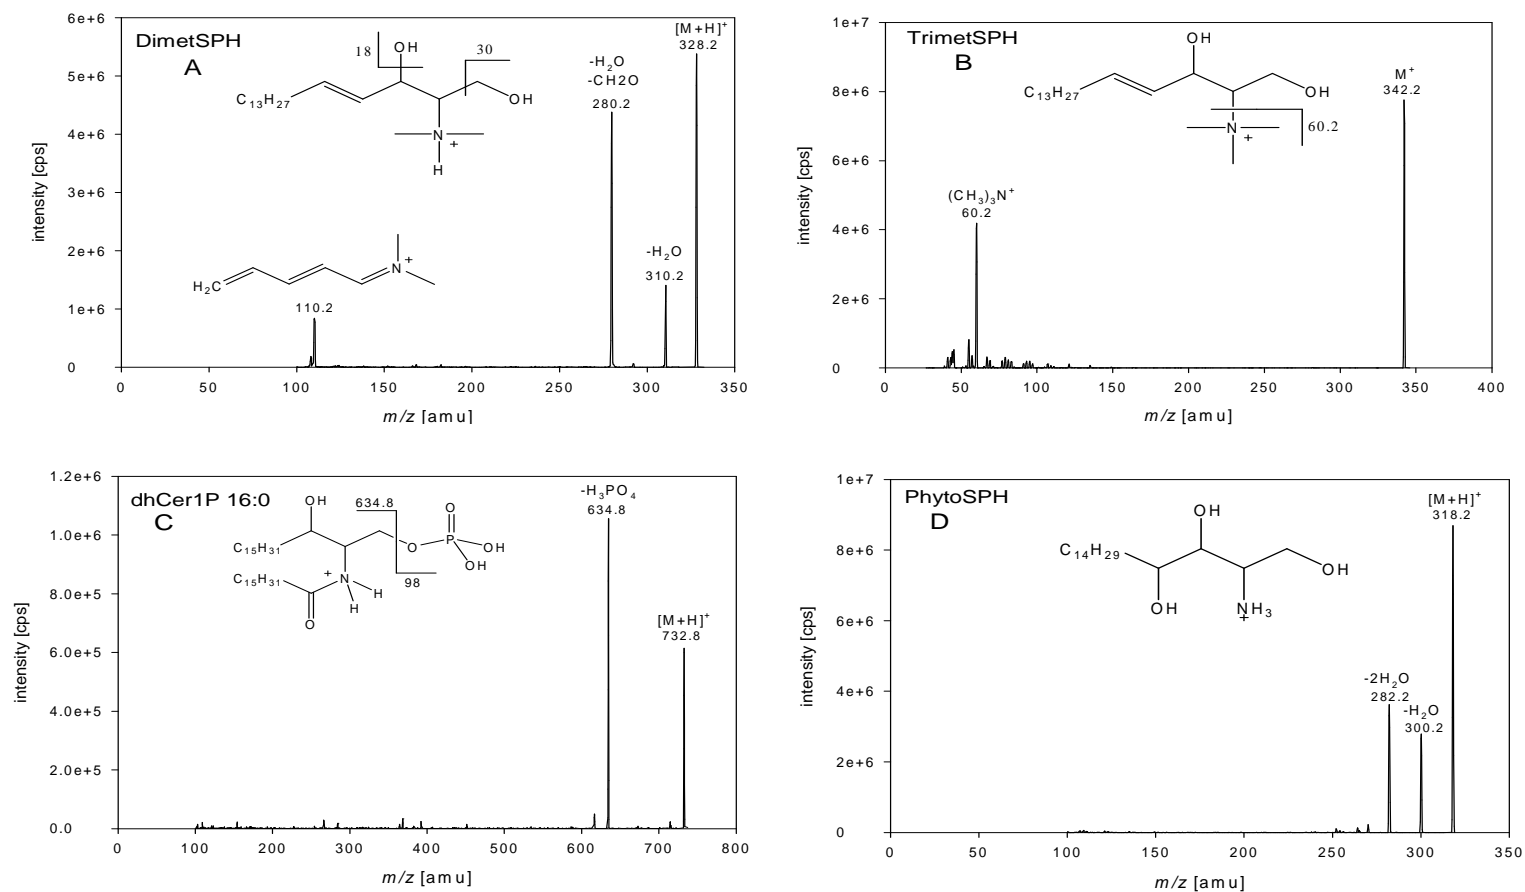 DimetSPH
A
6e+6
5e+6
4e+6
3e+6
2e+6
1e+6
0
intensity [cps]
18
OH
30
C13H27
OH
N
+
H
H2C
N
+
110.2
-H2O
-CH2O
280.2
-H2O
310.2
[M+H]+
328.2
0 50 100 150 200 250 300 350
m/z [amu]
TrimetSPH
B
1e+7
8e+6
6e+6
4e+6
2e+6
0
intensity [cps]
OH
C13H27
OH
N
+
60.2
(CH3)3N+
60.2
M+
342.2
0 50 100 150 200 250 300 350 400
m/z [amu]
dhCer1P 16:0
C
1.2e+6
1.0e+6
8.0e+5
6.0e+5
4.0e+5
2.0e+5
0.0
intensity [cps]
OH
634.8
O
C15H31
O
P
OH
OH
C15H31
+
N
H
H
98
O
-H3PO4
634.8
[M+H]+
732.8
0 100 200 300 400 500 600 700 800
m/z [amu]
PhytoSPH
D
1e+7
8e+6
6e+6
4e+6
2e+6
0
intensity [cps]
OH
C14H29
OH
OH
NH3
+
-2H2O
282.2
-H2O
300.2
[M+H]+
318.2
0 50 100 150 200 250 300 350
m/z [amu]